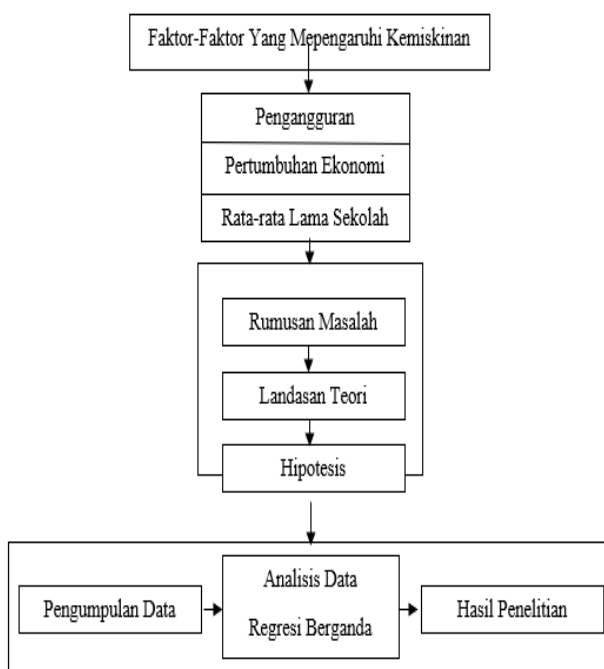 Faktor-Faktor Yang Mepengaruhi Kemiskinan
Pengangguran
Pertumbuhan Ekonomi
Rata-rata Lama Sekolah
Rumusan Masalah
Landasan Teori
Hipotesis
Pengumpulan Data
Analisis Data
Regresi Berganda
Hasil Penelitian